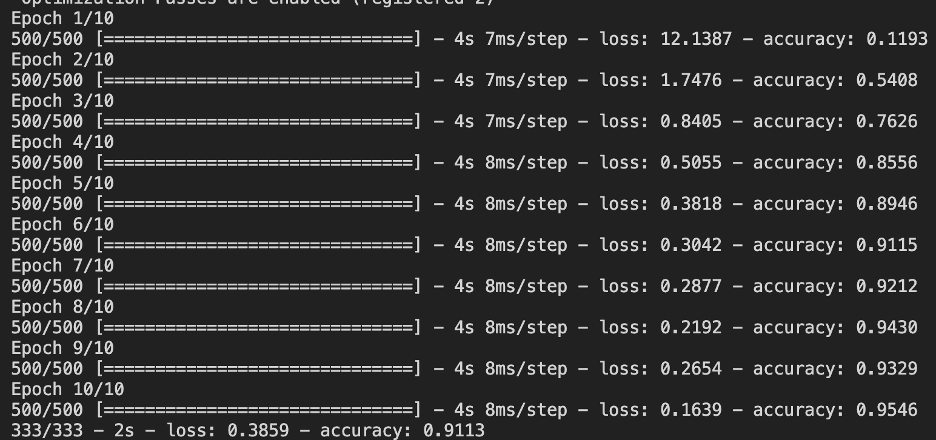 Optimization Passes are enabled (registered 2)
Epoch 1/10
500/500 [==============================] - 4s 7ms/step - loss: 12.1387 - accuracy: 0.1193
Epoch 2/10
500/500 [==============================] - 4s 7ms/step - loss: 1.7476 - accuracy: 0.5408
Epoch 3/10
500/500 [==============================] - 4s 7ms/step - loss: 0.8405 - accuracy: 0.7626
Epoch 4/10
500/500 [==============================] - 4s 8ms/step - loss: 0.5055 - accuracy: 0.8556
Epoch 5/10
500/500 [==============================] - 4s 8ms/step - loss: 0.3818 - accuracy: 0.8946
Epoch 6/10
500/500 [==============================] - 4s 8ms/step - loss: 0.3042 - accuracy: 0.9115
Epoch 7/10
500/500 [==============================] - 4s 8ms/step - loss: 0.2877 - accuracy: 0.9212
Epoch 8/10
500/500 [==============================] - 4s 8ms/step - loss: 0.2192 - accuracy: 0.9430
Epoch 9/10
500/500 [==============================] - 4s 8ms/step - loss: 0.2654 - accuracy: 0.9329
Epoch 10/10
500/500 [==============================] - 4s 8ms/step - loss: 0.1639 - accuracy: 0.9546
333/333 - 2s - loss: 0.3859 - accuracy: 0.9113